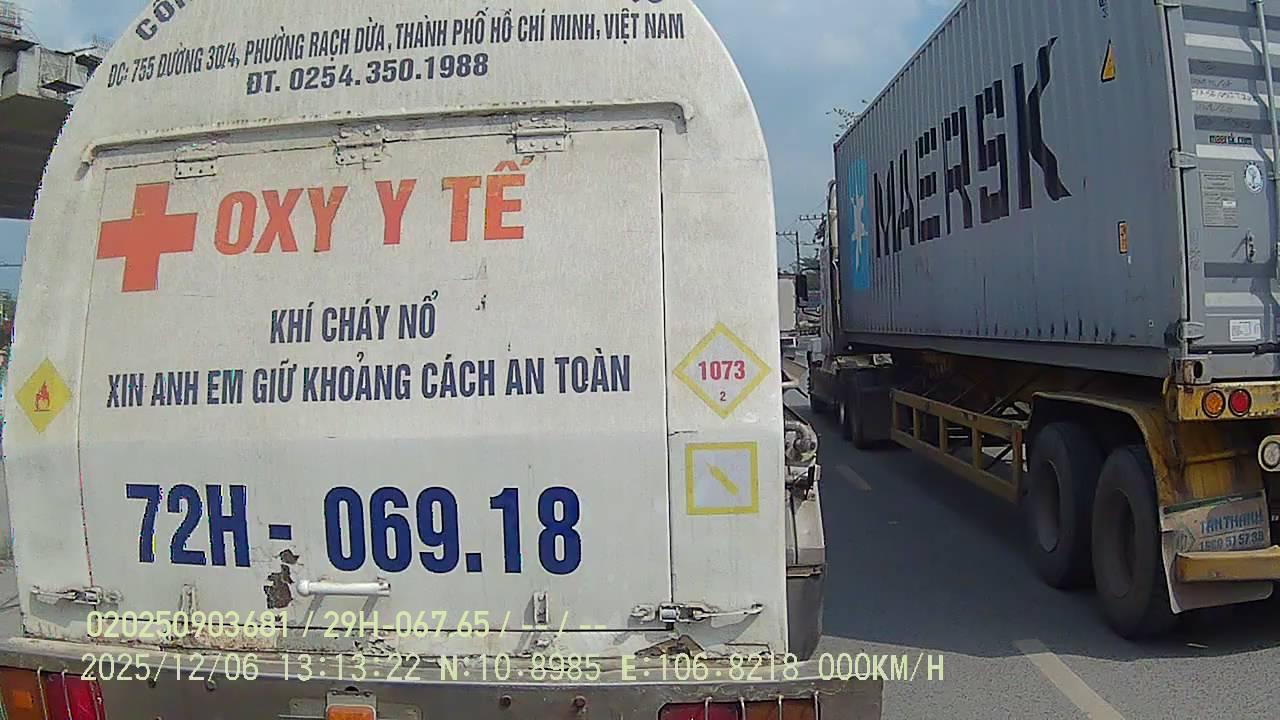 ĐC: 755 ĐƯỜNG 30/4, PHƯỜNG RẠCH DỪA, THÀNH PHỐ HỒ CHÍ MINH, VIỆT NAM
ĐT. 0254.350.1988
OXY Y TẾ
KHÍ CHÁY NỔ
XIN ANH EM GIỮ KHOẢNG CÁCH AN TOÀN
1073
2
72H - 069.18
MAERSK
TÂN THANH
020250903681 / 29H-067.65 / -- / --
2025/12/06 13:13:22 N:10.8985 E:106.8218 000KM/H